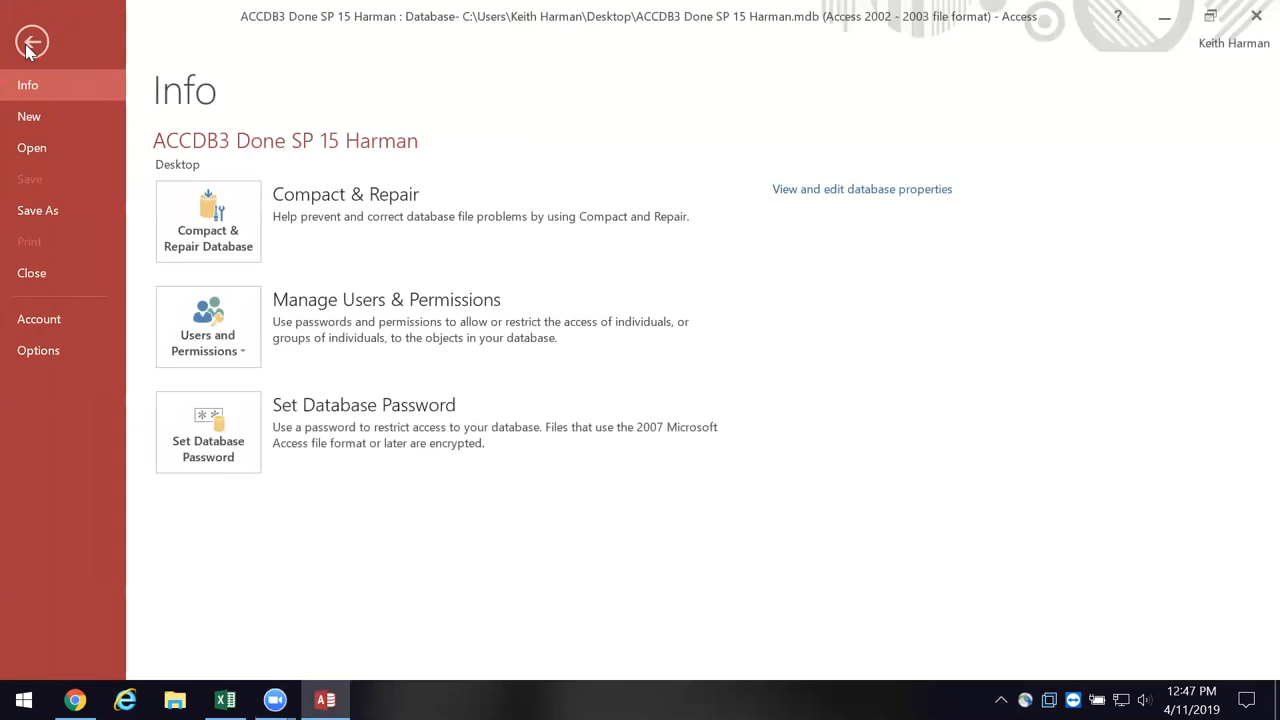 ACCDB3 Done SP 15 Harman : Database- C:\Users\Keith Harman\Desktop\ACCDB3 Done SP 15 Harman.mdb (Access 2002 - 2003 file format) - Access
?
Keith Harman
Info
New
Open
Save
Save As
Print
Close
Account
Options
Info
ACCDB3 Done SP 15 Harman
Desktop
Compact &
Repair Database
Compact & Repair
Help prevent and correct database file problems by using Compact and Repair.
View and edit database properties
Users and
Permissions
Manage Users & Permissions
Use passwords and permissions to allow or restrict the access of individuals, or
groups of individuals, to the objects in your database.
Set Database
Password
Set Database Password
Use a password to restrict access to your database. Files that use the 2007 Microsoft
Access file format or later are encrypted.
12:47 PM
4/11/2019